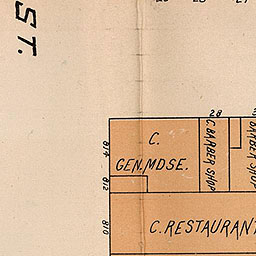 ST.
28
C.
GEN. MDSE.
C. BARBER SHOP
BARBER SHOP
814
812
810
C. RESTAURANT